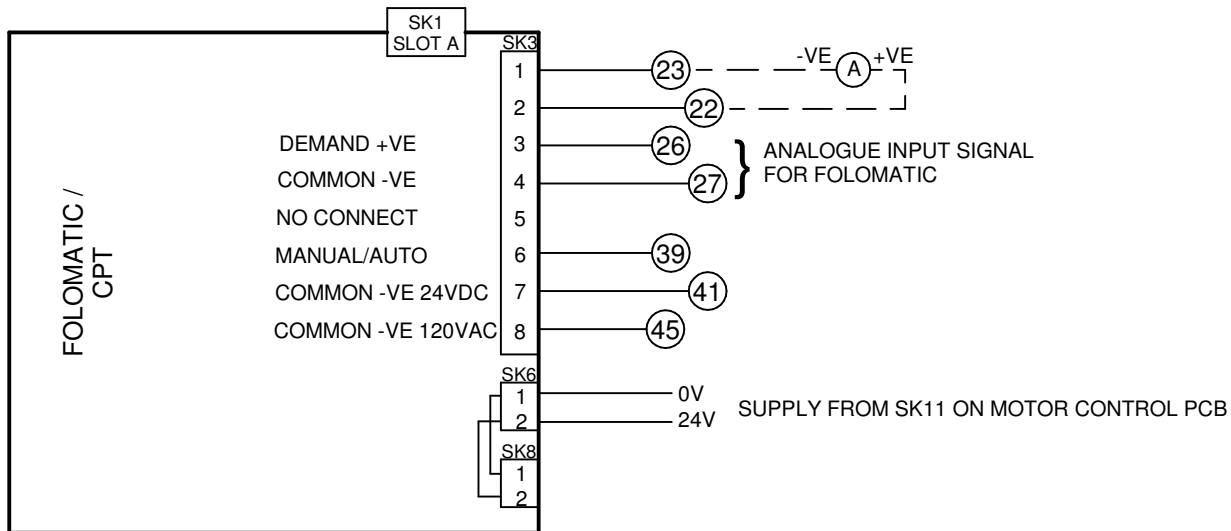 SK1
SLOT A
SK3
1
23
-VE A +VE
2
22
DEMAND +VE
3
26
COMMON -VE
4
27
} ANALOGUE INPUT SIGNAL
FOR FOLOMATIC
NO CONNECT
5
MANUAL/AUTO
6
39
COMMON -VE 24VDC
7
41
COMMON -VE 120VAC
8
45
FOLOMATIC /
CPT
SK6
1
0V
2
24V
SUPPLY FROM SK11 ON MOTOR CONTROL PCB
SK8
1
2